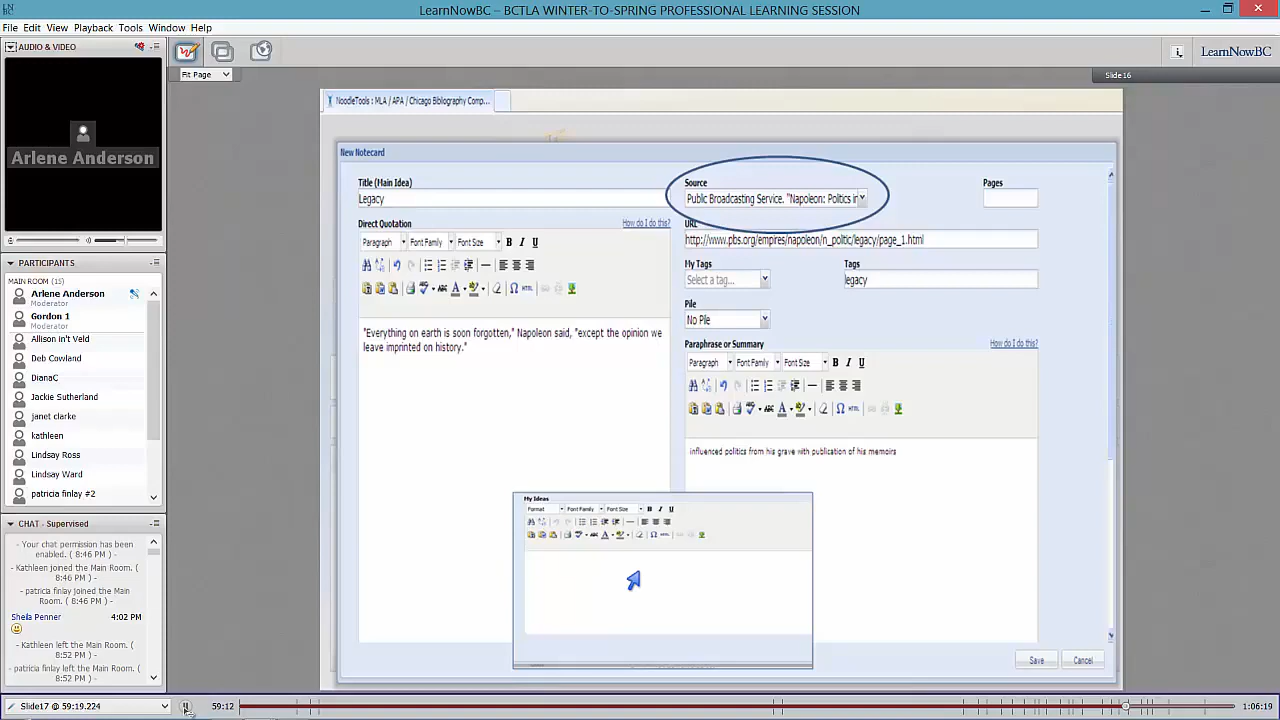 LearnNowBC – BCTLA WINTER-TO-SPRING PROFESSIONAL LEARNING SESSION
File Edit View Playback Tools Window Help
AUDIO & VIDEO
LearnNowBC
Fit Page
Slide16
Arlene Anderson
NoodleTools : MLA / APA / Chicago Bibliography Comp...
New Notecard
Title (Main Idea)
Source
Pages
Legacy
Public Broadcasting Service. "Napoleon: Politics in
Direct Quotation
How do I do this?
URL
Paragraph Font Family Font Size B I U
http://www.pbs.org/empires/napoleon/n_politic/legacy/page_1.html
My Tags
Tags
Select a tag...
legacy
Pile
No Pile
"Everything on earth is soon forgotten," Napoleon said, "except the opinion we
leave imprinted on history."
Paraphrase or Summary
How do I do this?
Paragraph Font Family Font Size B I U
influenced politics from his grave with publication of his memoirs
My Ideas
Format Font Family Font Size B I U
Save
Cancel
PARTICIPANTS
MAIN ROOM (15)
Arlene Anderson
Moderator
Gordon 1
Moderator
Allison in't Veld
Deb Cowland
DianaC
Jackie Sutherland
janet clarke
kathleen
Lindsay Ross
Lindsay Ward
patricia finlay #2
CHAT - Supervised
- Your chat permission has
been enabled. ( 8:46 PM ) -
- Kathleen joined the Main Room. (
8:46 PM ) -
- patricia finlay joined the Main
Room. ( 8:46 PM ) -
Sheila Penner 4:02 PM
- Kathleen left the Main Room. (
8:52 PM ) -
- patricia finlay left the Main Room. (
8:52 PM ) -
Slide17 @ 59:19.224
59:12
1:06:19